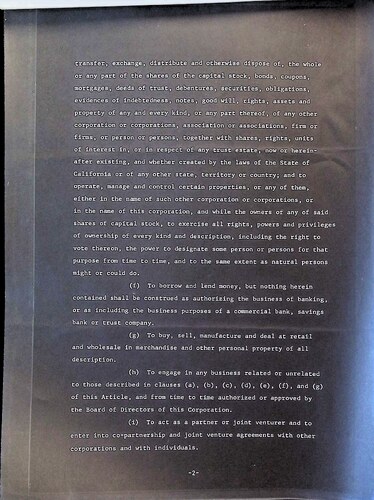 transfer, exchange, distribute and otherwise dispose of, the whole
or any part of the shares of the capital stock, bonds, coupons,
mortgages, deeds of trust, debentures, securities, obligations,
evidences of indebtedness, notes, good will, rights, assets and
property of any and every kind, or any part thereof, of any other
corporation or corporations, association or associations, firm or
firms, or person or persons, together with shares, rights, units
of interest in, or in respect of any trust estate, now or herein-
after existing, and whether created by the laws of the State of
California or of any other state, territory or country; and to
operate, manage and control certain properties, or any of them,
either in the name of such other corporation or corporations, or
in the name of this corporation, and while the owners of any of said
shares of capital stock, to exercise all rights, powers and privileges
of ownership of every kind and description, including the right to
vote thereon, the power to designate some person or persons for that
purpose from time to time, and to the same extent as natural persons
might or could do.
(f) To borrow and lend money, but nothing herein
contained shall be construed as authorizing the business of banking,
or as including the business purposes of a commercial bank, savings
bank or trust company.
(g) To buy, sell, manufacture and deal at retail
and wholesale in merchandise and other personal property of all
description.
(h) To engage in any business related or unrelated
to those described in clauses (a), (b), (c), (d), (e), (f), and (g)
of this Article, and from time to time authorized or approved by
the Board of Directors of this Corporation.
(i) To act as a partner or joint venturer and to
enter into co-partnership and joint venture agreements with other
corporations and with individuals.
-2-